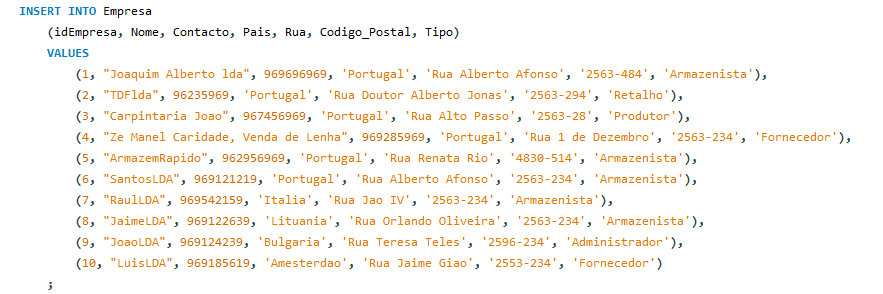 INSERT INTO Empresa
(idEmpresa, Nome, Contacto, Pais, Rua, Codigo_Postal, Tipo)
VALUES
(1, "Joaquim Alberto lda", 969696969, 'Portugal', 'Rua Alberto Afonso', '2563-484', 'Armazenista'),
(2, "TDFlda", 96235969, 'Portugal', 'Rua Doutor Alberto Jonas', '2563-294', 'Retalho'),
(3, "Carpintaria Joao", 967456969, 'Portugal', 'Rua Alto Passo', '2563-28', 'Produtor'),
(4, "Ze Manel Caridade, Venda de Lenha", 969285969, 'Portugal', 'Rua 1 de Dezembro', '2563-234', 'Fornecedor'),
(5, "ArmazemRapido", 962956969, 'Portugal', 'Rua Renata Rio', '4830-514', 'Armazenista'),
(6, "SantosLDA", 969121219, 'Portugal', 'Rua Alberto Afonso', '2563-234', 'Armazenista'),
(7, "RaulLDA", 969542159, 'Italia', 'Rua Jao IV', '2563-234', 'Armazenista'),
(8, "JaimeLDA", 969122639, 'Lituania', 'Rua Orlando Oliveira', '2563-234', 'Armazenista'),
(9, "JoaoLDA", 969124239, 'Bulgaria', 'Rua Teresa Teles', '2596-234', 'Administrador'),
(10, "LuisLDA", 969185619, 'Amesterdao', 'Rua Jaime Giao', '2553-234', 'Fornecedor')
;